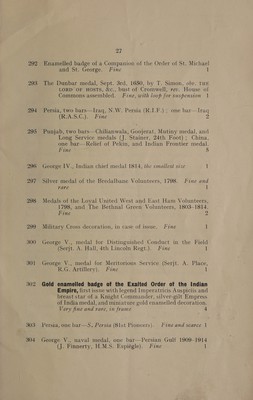 27
292 Enamelled badge of a Companion of the Order of St. Michael
and St. George. Fine 1
293 The Dunbar medal, Sept. 3rd, 1650, by T. Simon, obv. THE
LORD OF HOSTS, &c., bust of Cromwell, rev. House of
Commons assembled. Fine, with loop for suspension 1
294 Persia, two bars—Iraq, N.W. Persia (R.I.F.) ; one bar—Iraq
(R.A.S.C.). Fine 2
295 Punjab, two bars—Chilianwala, Goojerat, Mutiny medal, and
Long Service medals (J. Stainer, 24th Foot) ; China,
one bar—Relief of Pekin, and Indian Frontier medal.
Fine 5
296 George IV., Indian chief medal 1814, the smallest size 1
297 Silver medal of the Breidalbane Volunteers, 1798. Fine and
rare 1
298 Medals of the Loyal United West and East Ham Volunteers,
1798, and The Bethnal Green Volunteers, 1803-1814.
Fine 2
299 Military Cross decoration, in case of issue. Fine 1
300 George V., medal for Distinguished Conduct in the Field
(Serjt. A. Hall, 4th Lincoln Regt.). Fine 1
301 George V., medal for Meritorious Service (Serjt. A. Place,
R.G. Artillery). Fine 1
302 Gold enamelled badge of the Exalted Order of the Indian
Empire, first issue with legend Imperatricis Auspiciis and
breast star of a Knight Commander, silver-gilt Empress
of India medal, and miniature gold enamelled decoration.
Very fine and rare, in frame 4
303 Persia, one bar—S. Persia (81st Pioneers). Fine and scarce 1
304 George V., naval medal, one bar—Persian Gulf 1909-1914
(J. Finnerty, H.M.S. Espiègle). Fine 1